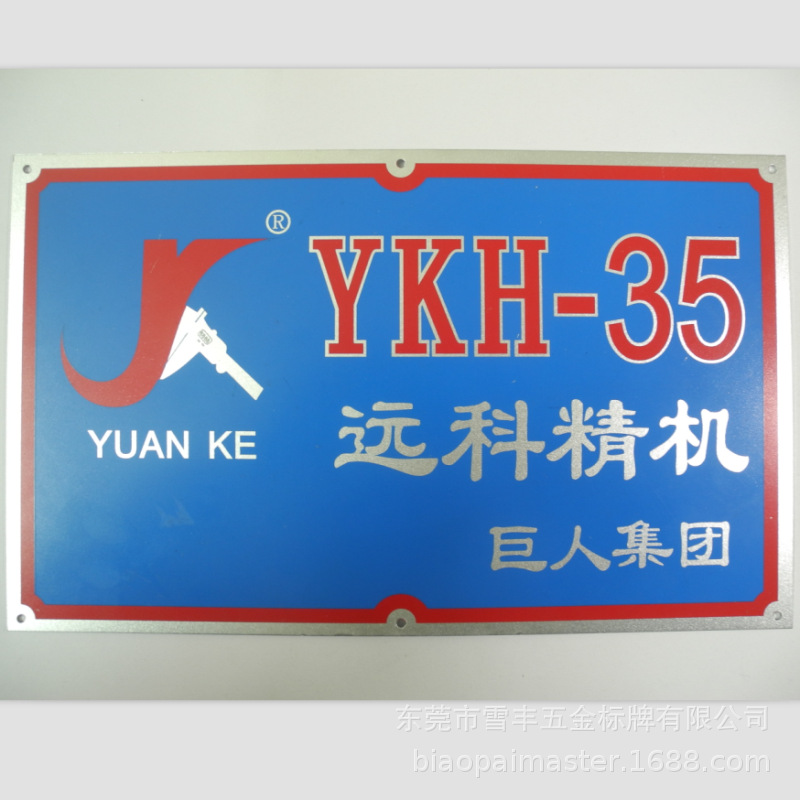 ®
YKH-35
YUAN KE
远科精机
巨人集团
东莞市雪丰五金标牌有限公司
biaopaimaster.1688.com